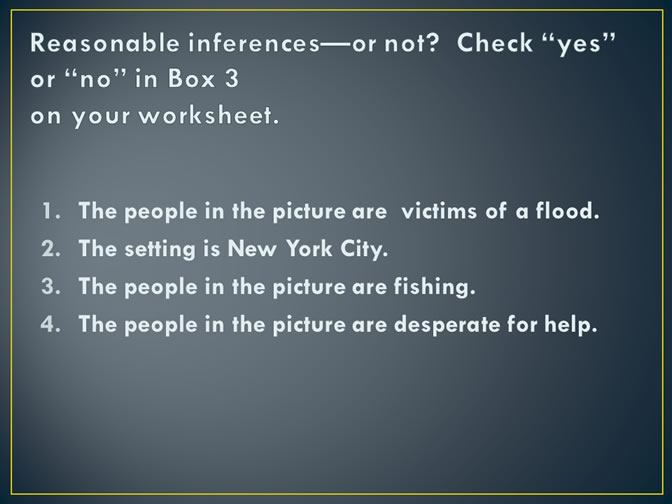 Reasonable inferences—or not?  Check “yes”
or “no” in Box 3
on your worksheet.
1. The people in the picture are  victims of a flood.
2. The setting is New York City.
3. The people in the picture are fishing.
4. The people in the picture are desperate for help.